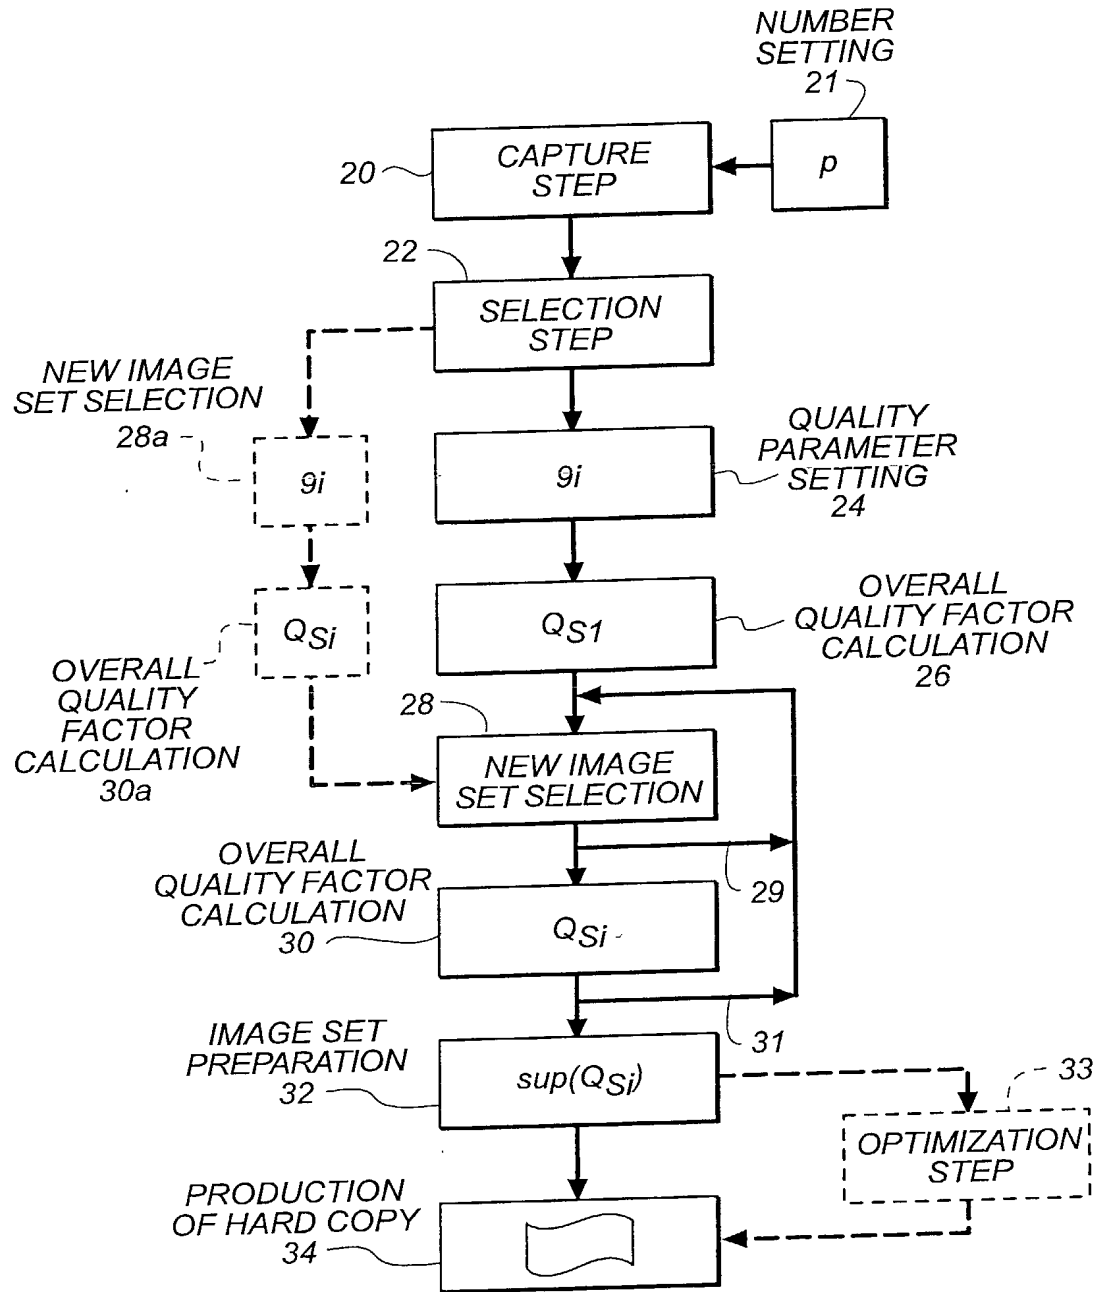 NUMBER
SETTING
21
p
CAPTURE
STEP
20
22
SELECTION
STEP
NEW IMAGE
SET SELECTION
28a
9i
9i
QUALITY
PARAMETER
SETTING
24
QSi
OVERALL
QUALITY
FACTOR
CALCULATION
30a
QS1
OVERALL
QUALITY FACTOR
CALCULATION
26
28
NEW IMAGE
SET SELECTION
29
OVERALL
QUALITY FACTOR
CALCULATION
30
QSi
31
IMAGE SET
PREPARATION
32
sup(QSi)
33
OPTIMIZATION
STEP
PRODUCTION
OF HARD COPY
34